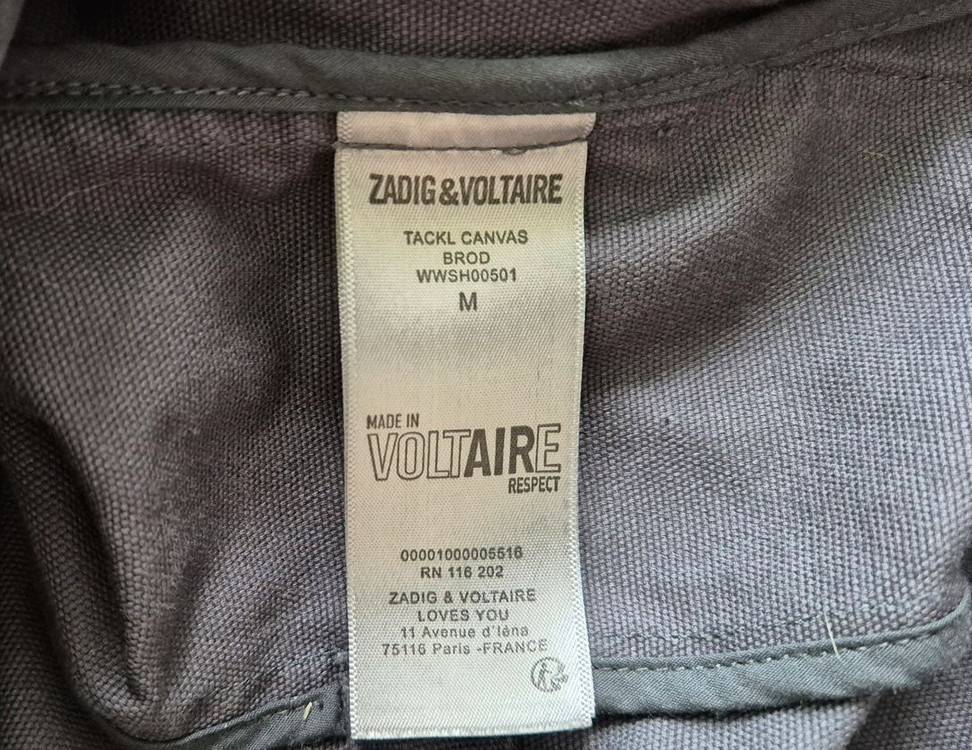 ZADIG&VOLTAIRE
TACKL CANVAS
BROD
WWSH00501
M
MADE IN
VOLTAIRE
RESPECT
00001000005516
RN 116 202
ZADIG & VOLTAIRE
LOVES YOU
11 Avenue d'Iéna
75116 Paris -FRANCE